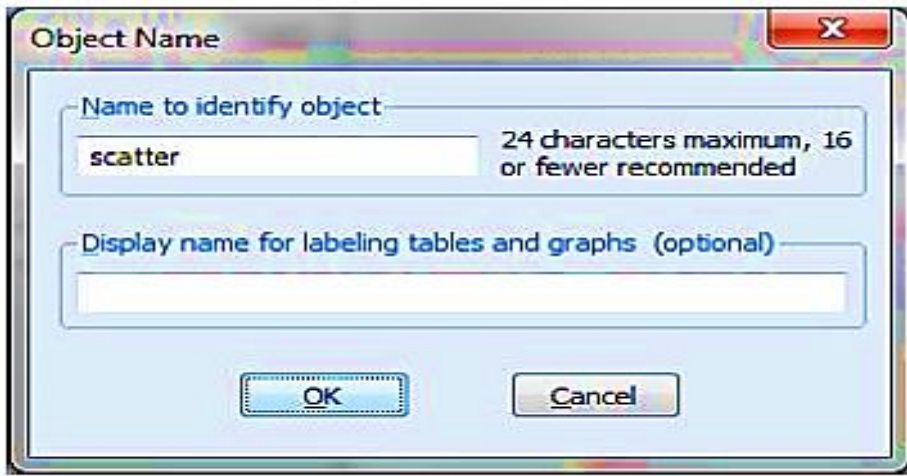 Object Name
Name to identify object
scatter
24 characters maximum, 16
or fewer recommended
Display name for labeling tables and graphs (optional)
OK
Cancel